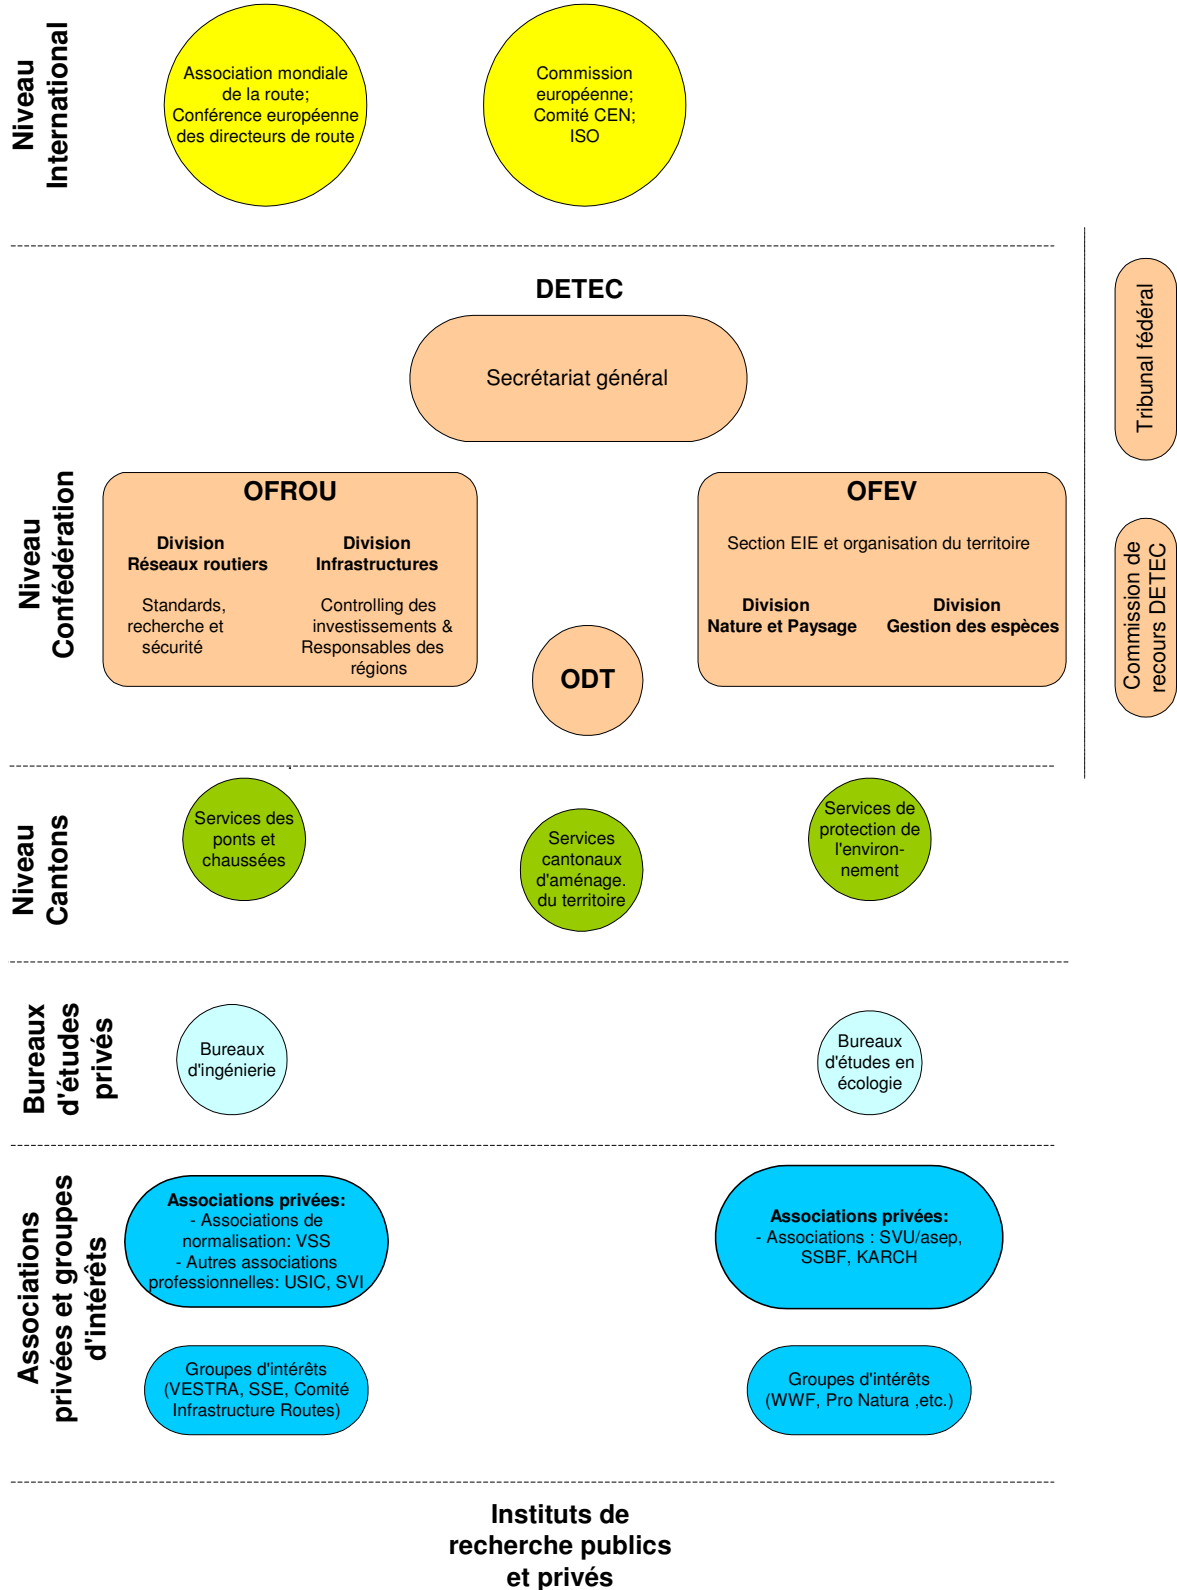 Niveau
International
Association mondiale
de la route;
Conférence européenne
des directeurs de route
Commission
européenne;
Comité CEN;
ISO
Niveau
Confédération
DETEC
Secrétariat général
OFROU
Division
Réseaux routiers
Standards,
recherche et
sécurité
Division
Infrastructures
Controlling des
investissements &
Responsables des
régions
ODT
OFEV
Section EIE et organisation du territoire
Division
Nature et Paysage
Division
Gestion des espèces
Tribunal fédéral
Commission de
recours DETEC
Niveau
Cantons
Services des
ponts et
chaussées
Services
cantonaux
d'aménage.
du territoire
Services de
protection de
l'environ-
nement
Bureaux
d'études
privés
Bureaux
d'ingénierie
Bureaux
d'études en
écologie
Associations
privées et groupes
d'intérêts
Associations privées:
- Associations de
normalisation: VSS
- Autres associations
professionnelles: USIC, SVI
Associations privées:
- Associations : SVU/asep,
SSBF, KARCH
Groupes d'intérêts
(VESTRA, SSE, Comité
Infrastructure Routes)
Groupes d'intérêts
(WWF, Pro Natura ,etc.)
Instituts de
recherche publics
et privés